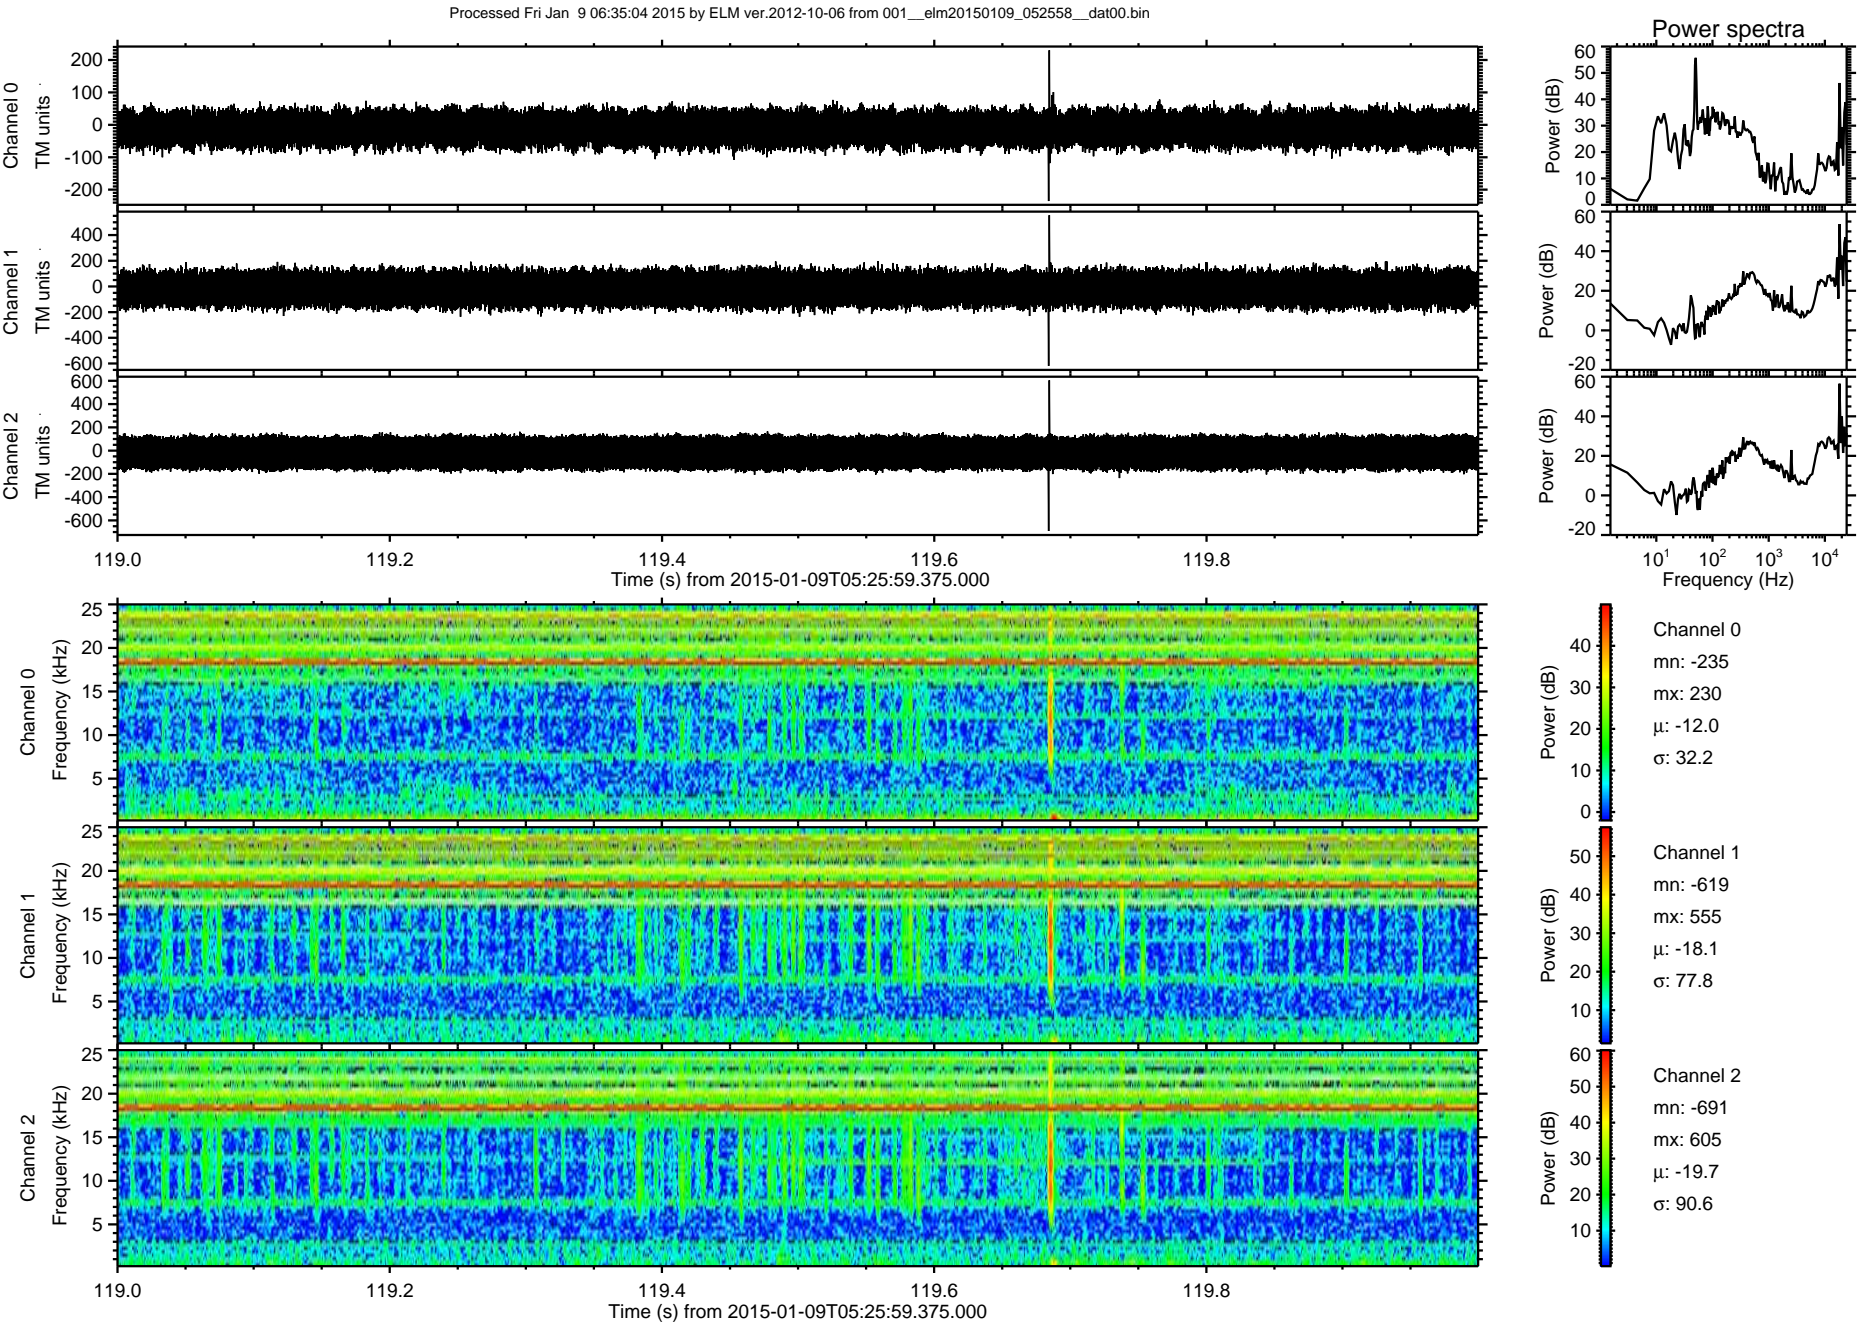 Processed Fri Jan  9 06:35:04 2015 by ELM ver.2012-10-06 from 001__elm20150109_052558__dat00.bin
Power spectra
Channel 0
TM units
200
100
0
-100
-200
Power (dB)
60
50
40
30
20
10
0
Channel 1
TM units
400
200
0
-200
-400
-600
Power (dB)
60
40
20
0
-20
Channel 2
TM units
600
400
200
0
-200
-400
-600
Power (dB)
60
40
20
0
-20
119.0 119.2 119.4 119.6 119.8
Time (s) from 2015-01-09T05:25:59.375.000
10^1 10^2 10^3 10^4
Frequency (Hz)
Channel 0
Frequency (kHz)
25
20
15
10
5
Power (dB)
40
30
20
10
0
Channel 0
mn: -235
mx: 230
μ: -12.0
σ: 32.2
Channel 1
Frequency (kHz)
25
20
15
10
5
Power (dB)
50
40
30
20
10
Channel 1
mn: -619
mx: 555
μ: -18.1
σ: 77.8
Channel 2
Frequency (kHz)
25
20
15
10
5
Power (dB)
60
50
40
30
20
10
Channel 2
mn: -691
mx: 605
μ: -19.7
σ: 90.6
119.0 119.2 119.4 119.6 119.8
Time (s) from 2015-01-09T05:25:59.375.000